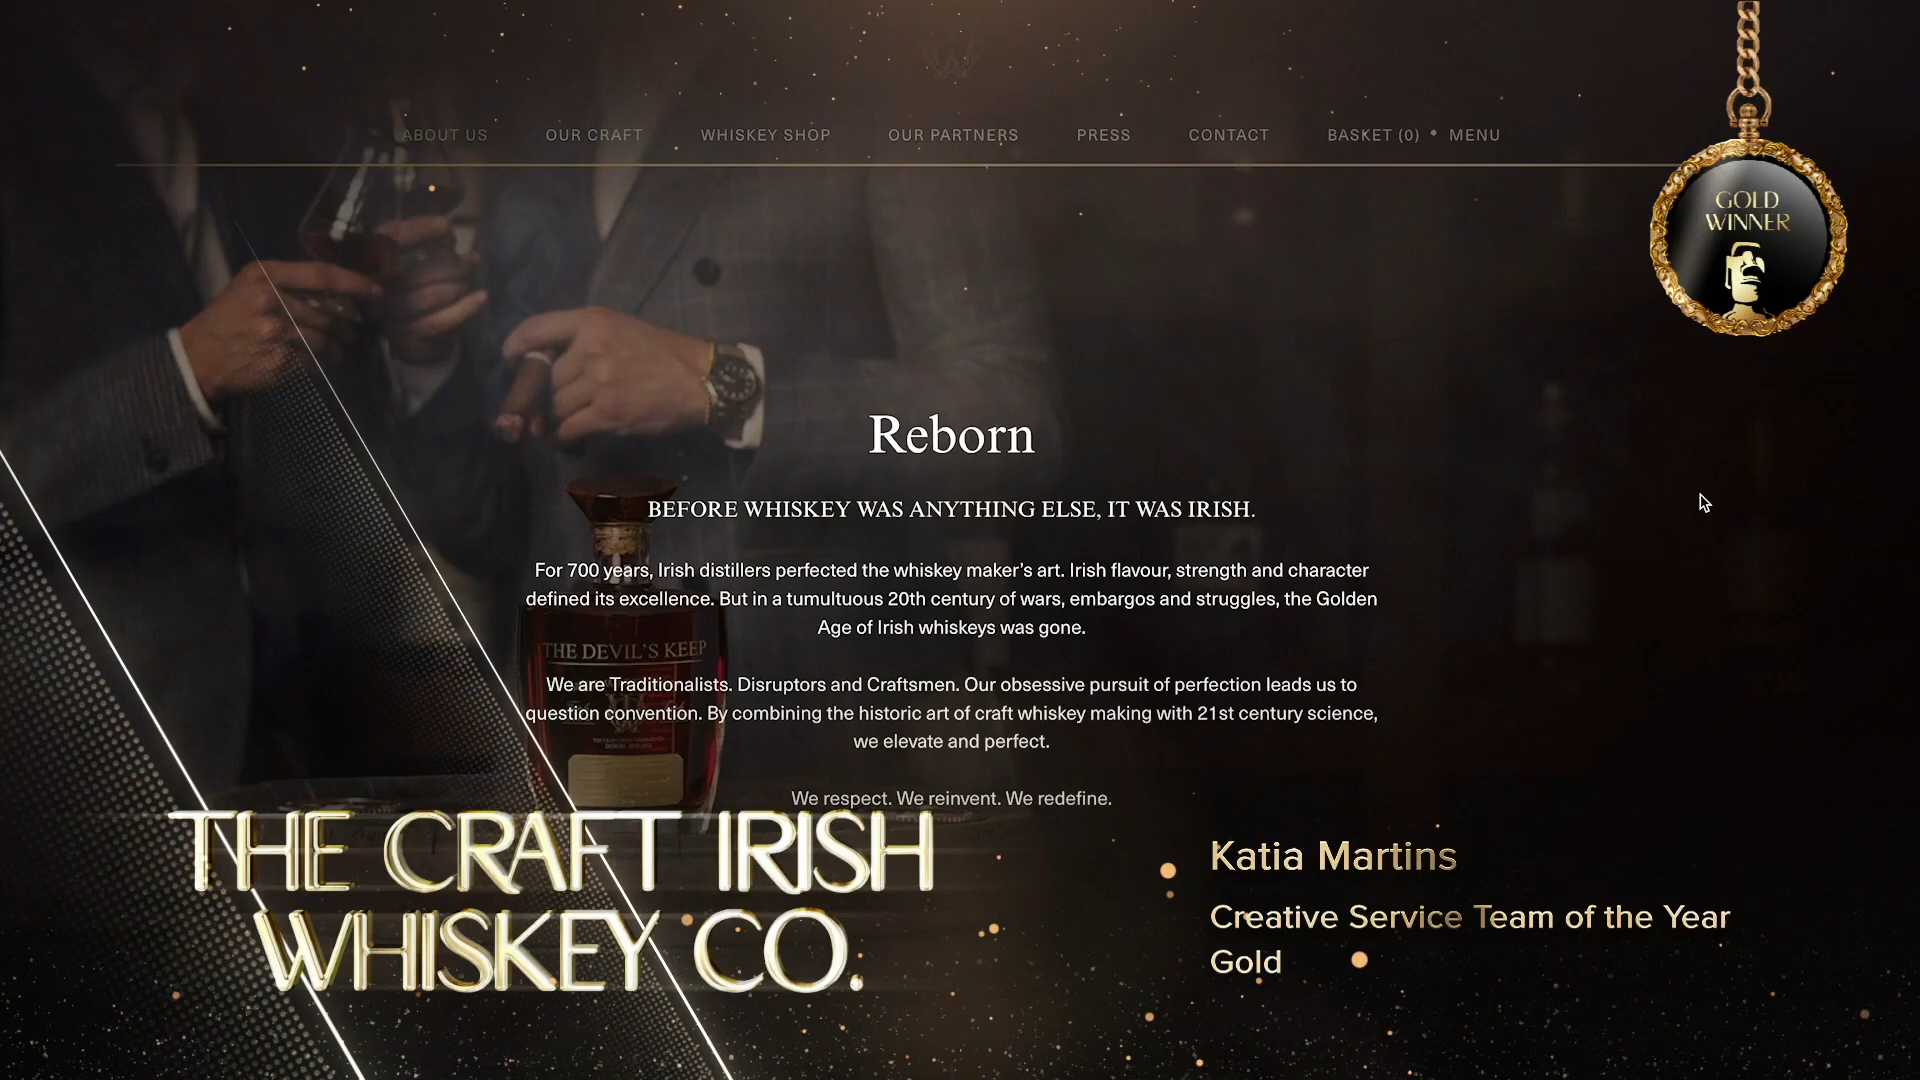 ABOUT US
OUR CRAFT
WHISKEY SHOP
OUR PARTNERS
PRESS
CONTACT
BASKET (0) • MENU
GOLD
WINNER
Reborn
BEFORE WHISKEY WAS ANYTHING ELSE, IT WAS IRISH.
For 700 years, Irish distillers perfected the whiskey maker’s art. Irish flavour, strength and character
defined its excellence. But in a tumultuous 20th century of wars, embargos and struggles, the Golden
Age of Irish whiskeys was gone.
THE DEVIL'S KEEP
We are Traditionalists. Disruptors and Craftsmen. Our obsessive pursuit of perfection leads us to
question convention. By combining the historic art of craft whiskey making with 21st century science,
we elevate and perfect.
We respect. We reinvent. We redefine.
THE CRAFT IRISH
WHISKEY CO.
Katia Martins
Creative Service Team of the Year
Gold